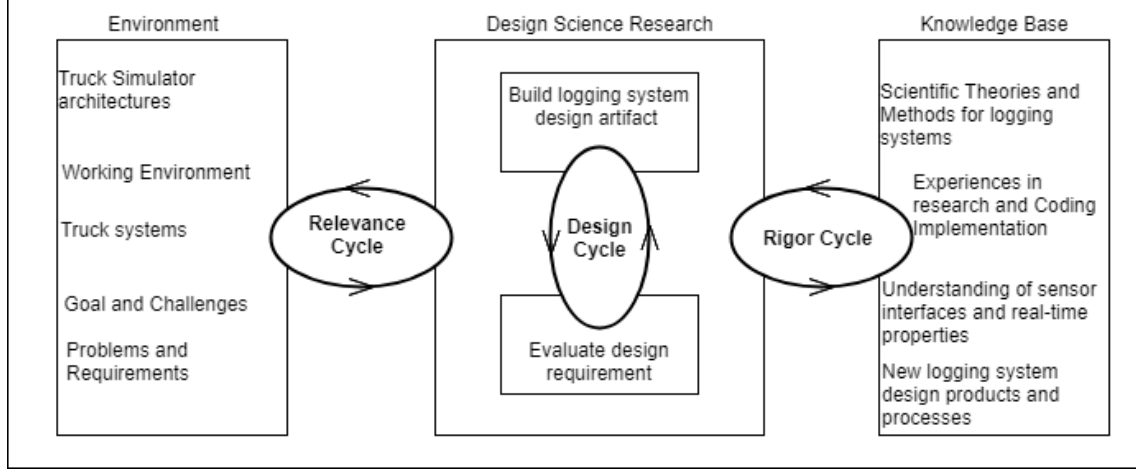 Environment
Truck Simulator
architectures
Working Environment
Truck systems
Goal and Challenges
Problems and
Requirements
Relevance
Cycle
Design Science Research
Build logging system
design artifact
Design
Cycle
Evaluate design
requirement
Rigor Cycle
Knowledge Base
Scientific Theories and
Methods for logging
systems
Experiences in
research and Coding
Implementation
Understanding of sensor
interfaces and real-time
properties
New logging system
design products and
processes